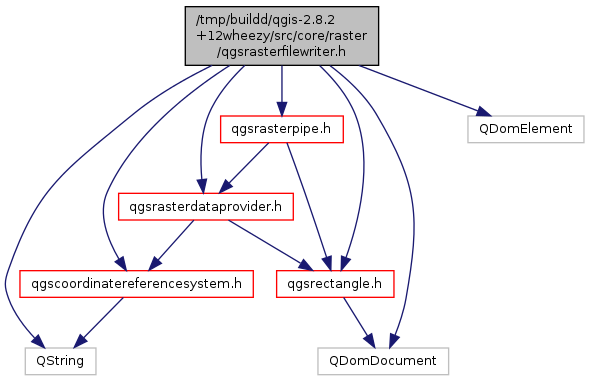 /tmp/buildd/qgis-2.8.2
+12wheezy/src/core/raster
/qgsrasterfilewriter.h
qgsrasterpipe.h
QDomElement
qgsrasterdataprovider.h
qgscoordinatereferencesystem.h
qgsrectangle.h
QString
QDomDocument